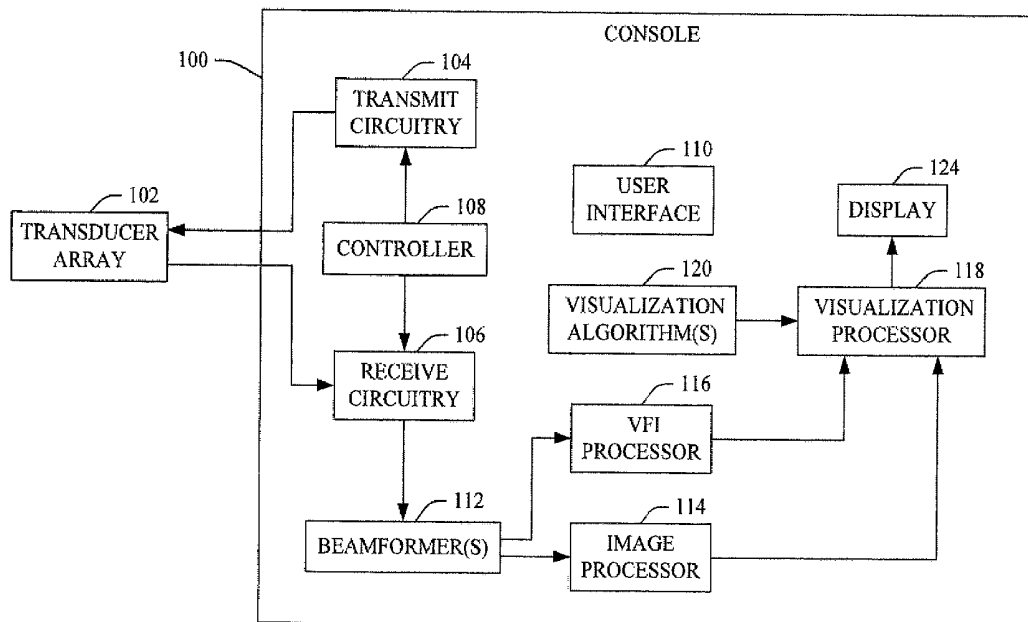 CONSOLE
100
104
TRANSMIT
CIRCUITRY
110
USER
INTERFACE
124
DISPLAY
102
TRANSDUCER
ARRAY
108
CONTROLLER
120
VISUALIZATION
ALGORITHM(S)
118
VISUALIZATION
PROCESSOR
106
RECEIVE
CIRCUITRY
116
VFI
PROCESSOR
112
BEAMFORMER(S)
114
IMAGE
PROCESSOR